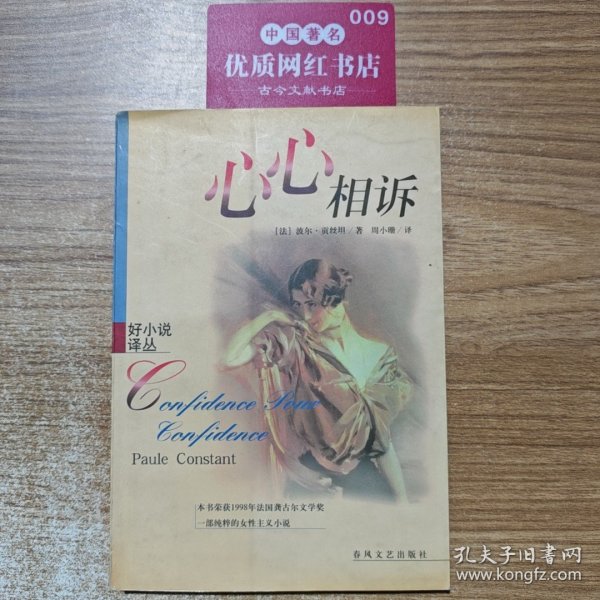 009
中国著名
优质网红书店
古今文献书店
心心相诉
[法] 波尔·贡丝坦/著 周小珊/译
好小说
译丛
Confidence Pour
Confidence
Paule Constant
本书荣获1998年法国龚古尔文学奖
一部纯粹的女性主义小说
春风文艺出版社
孔夫子旧书网
www.kongfz.com